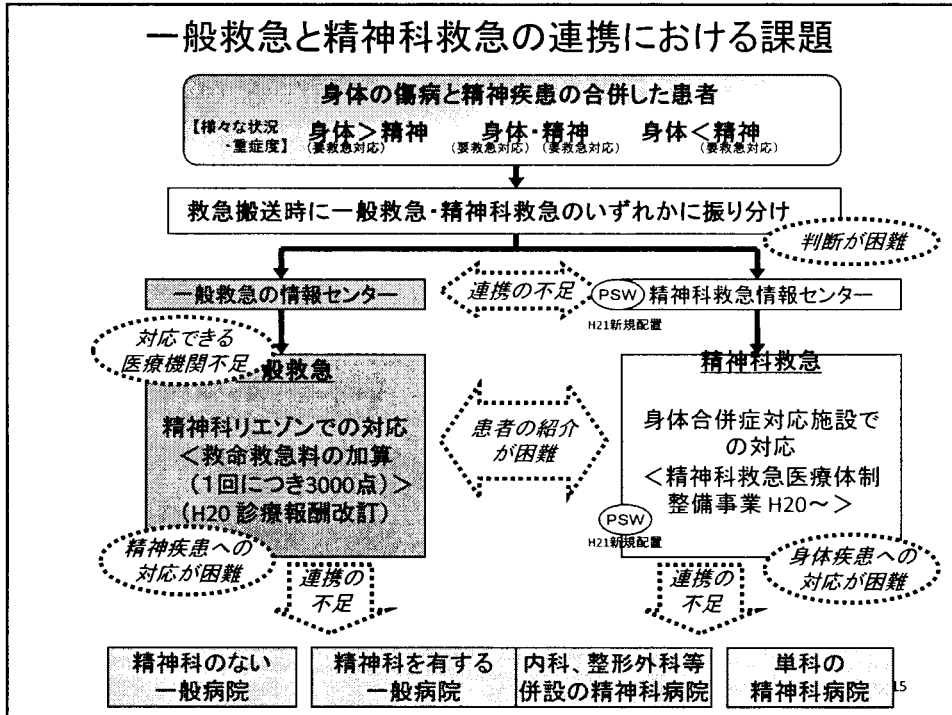 一般救急と精神科救急の連携における課題
身体の傷病と精神疾患の合併した患者
【様々な状況
・重症度】
身体＞精神
(要救急対応)
身体・精神
(要救急対応) (要救急対応)
身体＜精神
(要救急対応)
救急搬送時に一般救急・精神科救急のいずれかに振り分け
判断が困難
一般救急の情報センター
連携の不足
PSW
精神科救急情報センター
H21新規配置
対応できる
医療機関不足
一般救急
精神科リエゾンでの対応
＜救命救急料の加算
(1回につき3000点)＞
(H20 診療報酬改訂)
患者の紹介
が困難
精神科救急
身体合併症対応施設で
の対応
＜精神科救急医療体制
整備事業 H20～＞
PSW
H21新規配置
精神疾患への
対応が困難
連携の
不足
連携の
不足
身体疾患への
対応が困難
精神科のない
一般病院
精神科を有する
一般病院
内科、整形外科等
併設の精神科病院
単科の
精神科病院
15